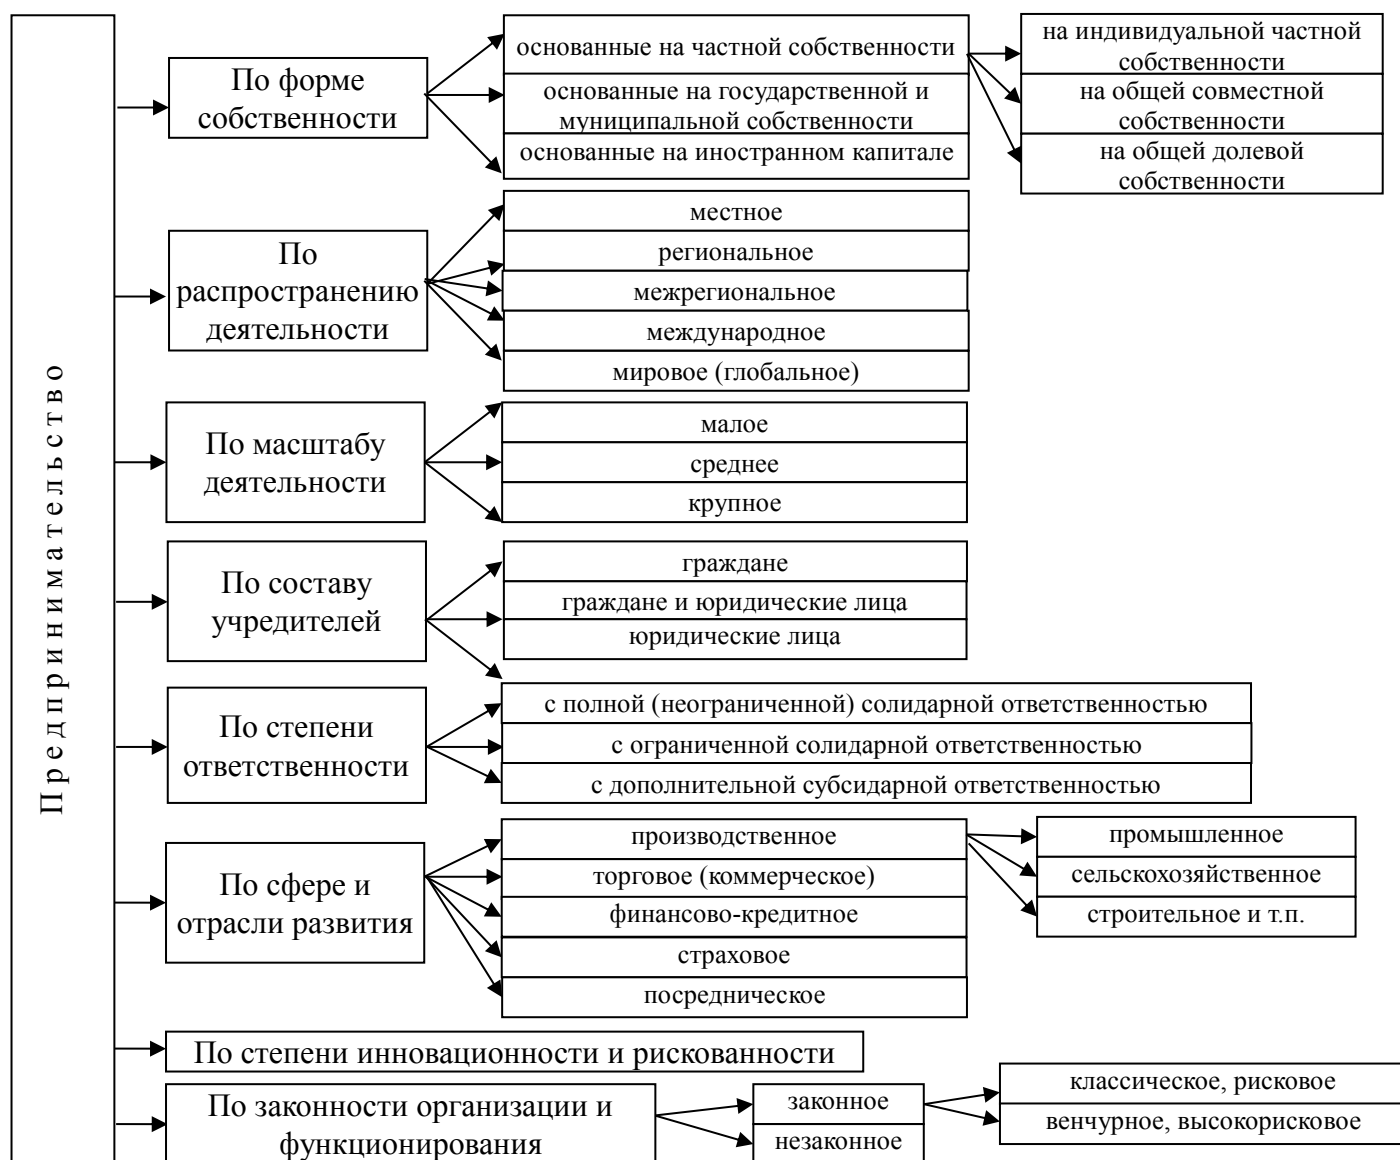 Предпринимательство
По форме
собственности
основанные на частной собственности
основанные на государственной и
муниципальной собственности
основанные на иностранном капитале
на индивидуальной частной
собственности
на общей совместной
собственности
на общей долевой
собственности
По
распространению
деятельности
местное
региональное
межрегиональное
международное
мировое (глобальное)
По масштабу
деятельности
малое
среднее
крупное
По составу
учредителей
граждане
граждане и юридические лица
юридические лица
По степени
ответственности
с полной (неограниченной) солидарной ответственностью
с ограниченной солидарной ответственностью
с дополнительной субсидарной ответственностью
По сфере и
отрасли развития
производственное
торговое (коммерческое)
финансово-кредитное
страховое
посредническое
промышленное
сельскохозяйственное
строительное и т.п.
По степени инновационности и рискованности
По законности организации и
функционирования
законное
незаконное
классическое, рисковое
венчурное, высокорисковое